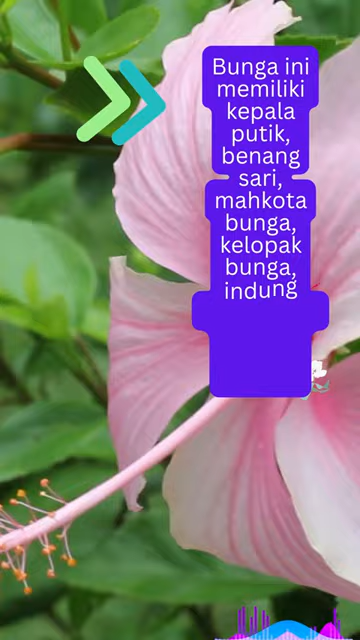 Bunga ini
memiliki
kepala
putik,
benang
sari,
mahkota
bunga,
kelopak
bunga,
indung